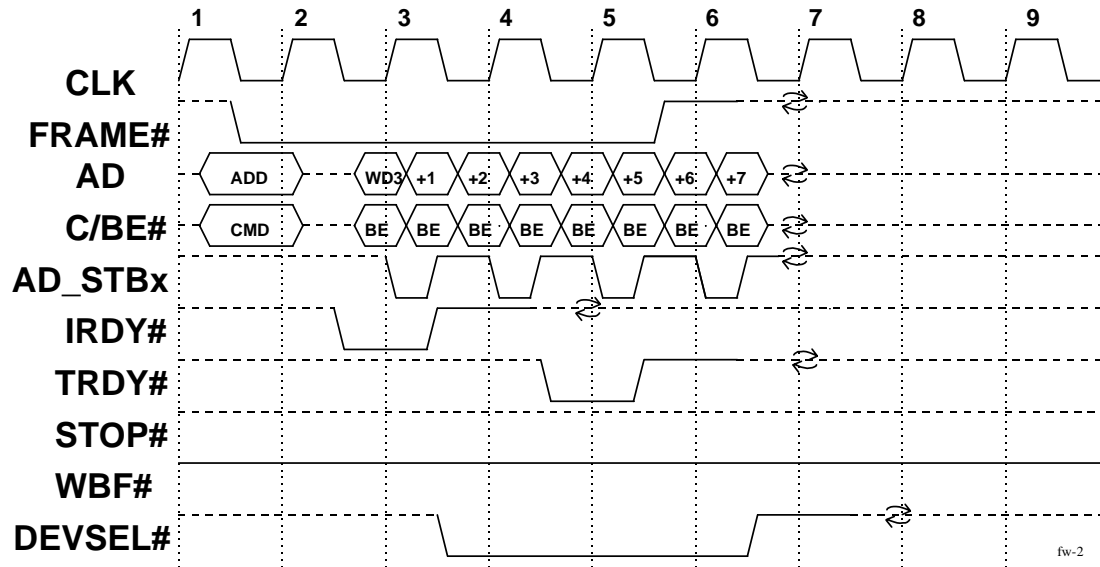 1 2 3 4 5 6 7 8 9
CLK
FRAME#
AD ADD WD3 +1 +2 +3 +4 +5 +6 +7
C/BE# CMD BE BE BE BE BE BE BE BE
AD_STBx
IRDY#
TRDY#
STOP#
WBF#
DEVSEL#
fw-2